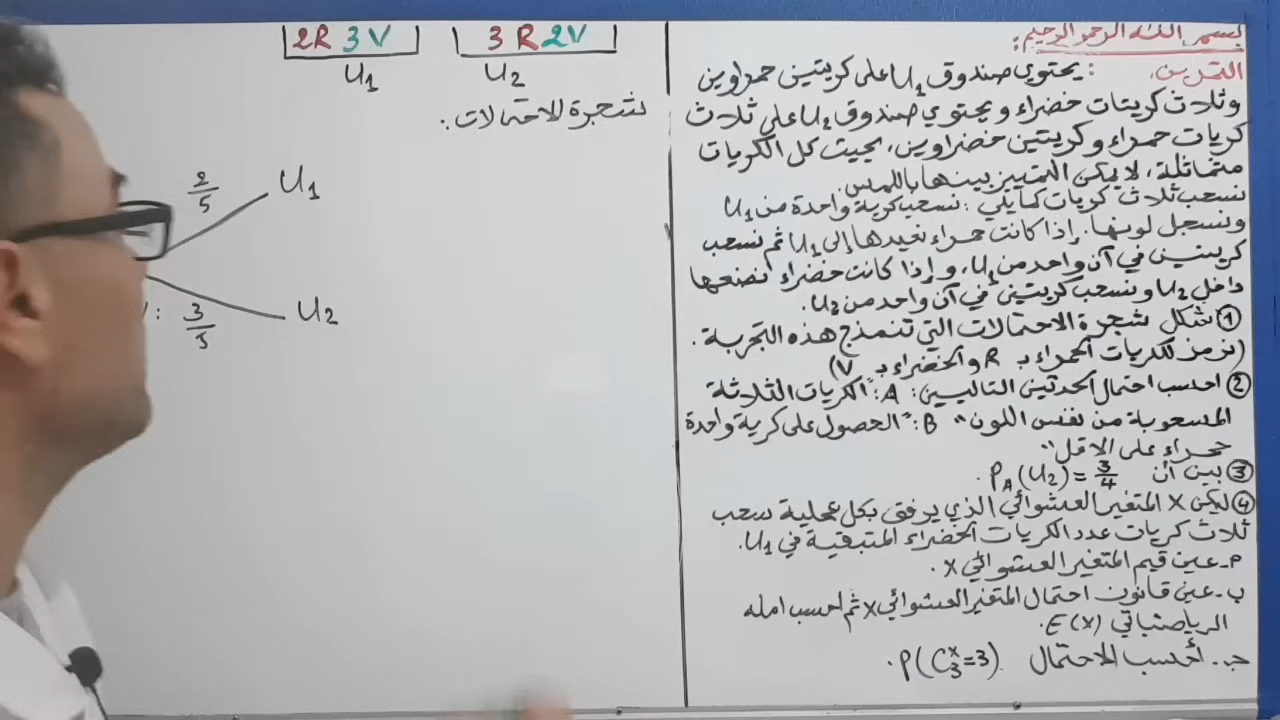 بسم الله الرحمن الرحيم:
التمرين: يحتوي صندوق U₁ على كريتين حمراوين
وثلاث كريات خضراء ويحتوي صندوق U₂ على ثلاث
كريات حمراء وكريتين خضراوين، بحيث كل الكريات
متماثلة، لا يمكن التمييز بينها باللمس.
نسحب ثلاث كريات كمايلي: نسحب كرية واحدة من U₁
ونسجل لونها. إذا كانت حمراء نعيدها إلى U₁ ثم نسحب
كريتين في آن واحد من U₁، وإذا كانت خضراء نضعها
داخل U₂ ونسحب كريتين في آن واحد من U₂.
① شكل شجرة الاحتمالات التي تنمذج هذه التجربة.
(نرمز للكريات الحمراء بـ R والخضراء بـ V)
② احسب احتمال الحدثين التاليين: A: "الكريات الثلاثة
المسحوبة من نفس اللون" B: "الحصول على كرية واحدة
حمراء على الاقل"
③ بين أن P_A(U₂) = 3/4.
④ ليكن X المتغير العشوائي الذي يرفق بكل عملية سحب
ثلاث كريات عدد الكريات الخضراء المتبقية في U₁.
أ- عين قيم المتغير العشوائي X.
ب- عين قانون احتمال المتغير العشوائي X ثم احسب امله
الرياضياتي E(X).
جـ- أحسب الاحتمال P(C₃ˣ=3).
2R 3V 3 R 2V
U₁ U₂
شجرة الاحتمالات:
2/5 U₁
U₂
: 3/5